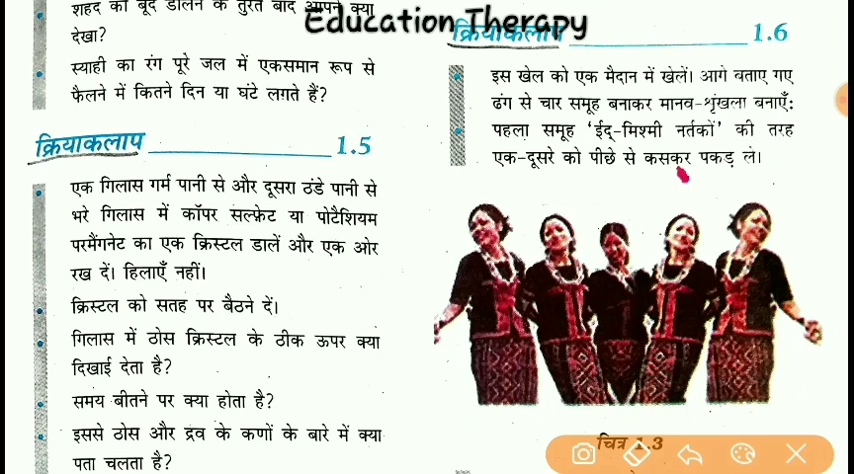 शहद की बूँद डालने के तुरंत बाद आपने क्या
देखा?
स्याही का रंग पूरे जल में एकसमान रूप से
फैलने में कितने दिन या घंटे लगते हैं?
क्रियाकलाप 1.5
एक गिलास गर्म पानी से और दूसरा ठंडे पानी से
भरे गिलास में कॉपर सल्फ़ेट या पोटैशियम
परमैंगनेट का एक क्रिस्टल डालें और एक ओर
रख दें। हिलाएँ नहीं।
क्रिस्टल को सतह पर बैठने दें।
गिलास में ठोस क्रिस्टल के ठीक ऊपर क्या
दिखाई देता है?
समय बीतने पर क्या होता है?
इससे ठोस और द्रव के कणों के बारे में क्या
पता चलता है?
Education Therapy
क्रियाकलाप 1.6
इस खेल को एक मैदान में खेलें। आगे बताए गए
ढंग से चार समूह बनाकर मानव-शृंखला बनाएँ:
पहला समूह ‘ईद्-मिश्मी नर्तकों’ की तरह
एक-दूसरे को पीछे से कसकर पकड़ ले।
चित्र 1.3